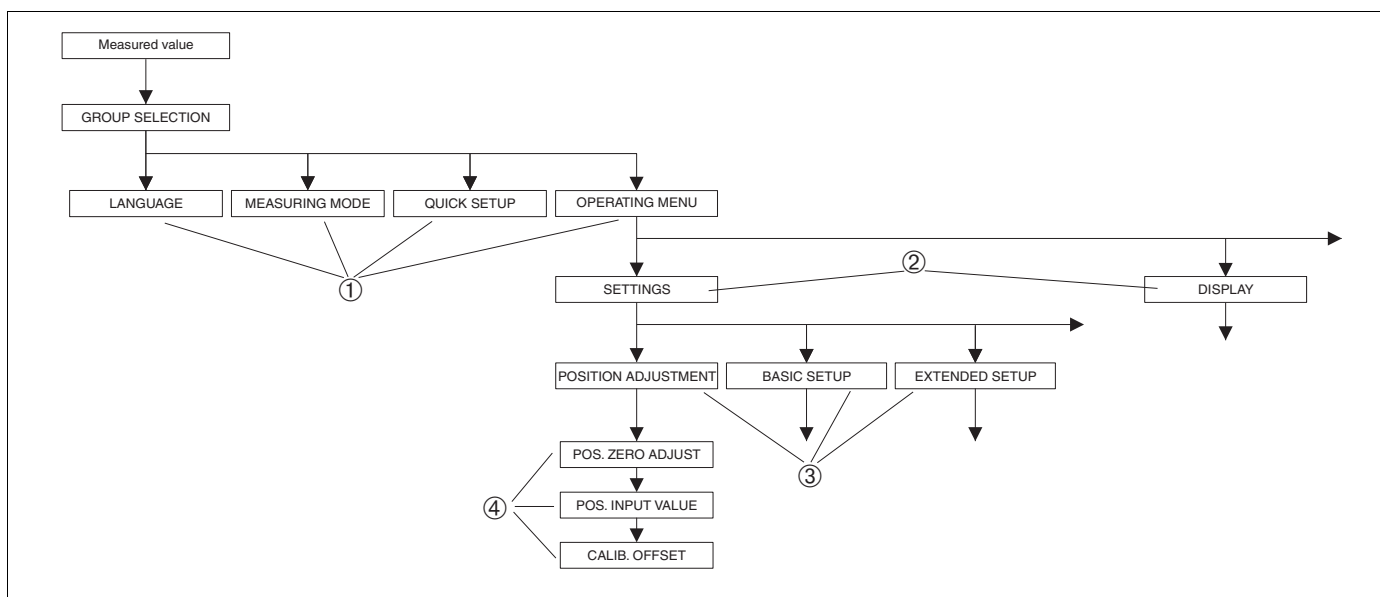 Measured value
GROUP SELECTION
LANGUAGE
MEASURING MODE
QUICK SETUP
OPERATING MENU
①
②
SETTINGS
DISPLAY
POSITION ADJUSTMENT
BASIC SETUP
EXTENDED SETUP
POS. ZERO ADJUST
③
④
POS. INPUT VALUE
CALIB. OFFSET